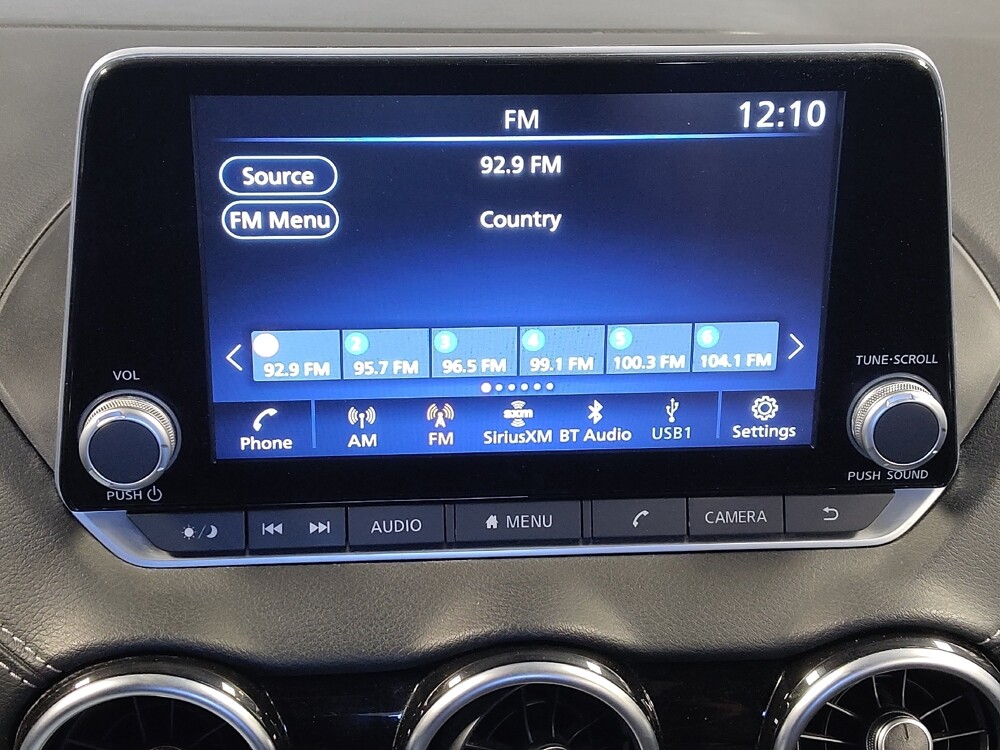 FM
12:10
Source
92.9 FM
FM Menu
Country
2 3 4 5 6
92.9 FM 95.7 FM 96.5 FM 99.1 FM 100.3 FM 104.1 FM
VOL
TUNE·SCROLL
sxm
Phone AM FM SiriusXM BT Audio USB1 Settings
PUSH
PUSH SOUND
AUDIO MENU CAMERA